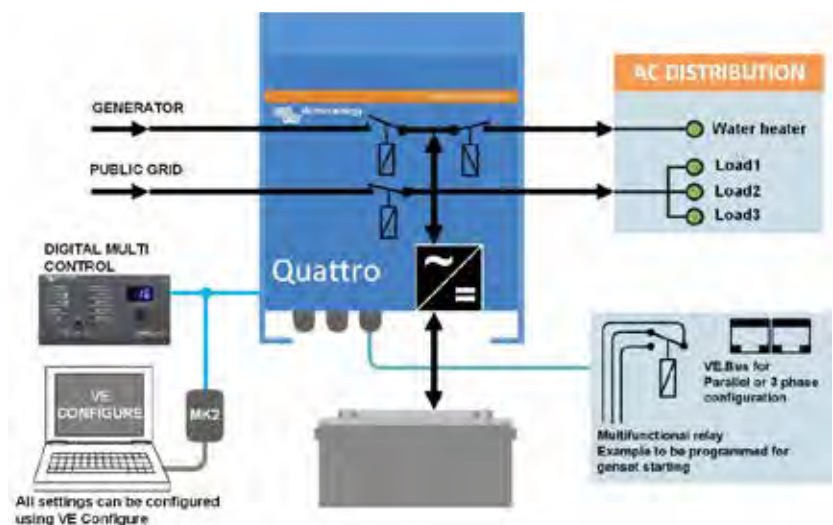 GENERATOR
PUBLIC GRID
DIGITAL MULTI
CONTROL
Quattro
AC DISTRIBUTION
Water heater
Load1
Load2
Load3
VE
CONFIGURE
MK2
All settings can be configured
using VE Configure
VE.Bus for
Parallel or 3 phase
configuration
Multifunctional relay
Example to be programmed for
genset starting